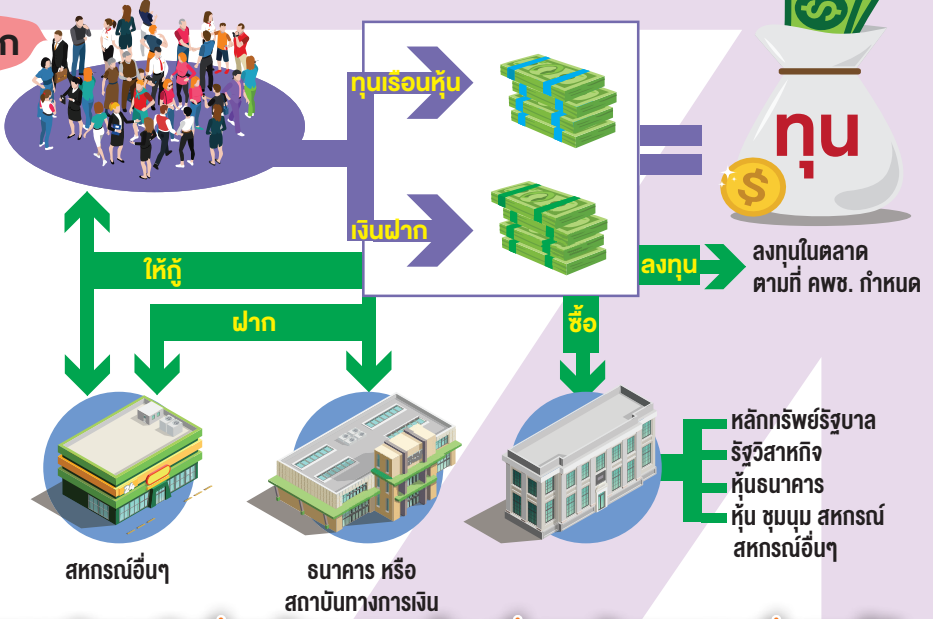 ก
ทุนเรือนหุ้น
ทุน
เงินฝาก
ให้กู้
ลงทุน
ลงทุนในตลาด
ตามที่ คพช. กำหนด
ฝาก
ซื้อ
หลักทรัพย์รัฐบาล
รัฐวิสาหกิจ
หุ้นธนาคาร
หุ้น ชุมนุม สหกรณ์
สหกรณ์อื่นๆ
24
สหกรณ์อื่นๆ
ธนาคาร หรือ
สถาบันทางการเงิน